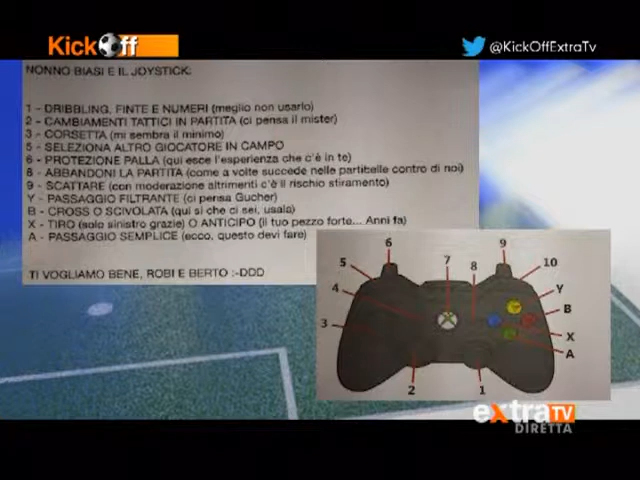 Kick Off
@KickOffExtraTv
NONNO BIASI E IL JOYSTICK:
1 - DRIBBLING, FINTE E NUMERI (meglio non usarlo)
2 - CAMBIAMENTI TATTICI IN PARTITA (ci pensa il mister)
3 - CORSETTA (mi sembra il minimo)
5 - SELEZIONA ALTRO GIOCATORE IN CAMPO
6 - PROTEZIONE PALLA (qui esce l'esperienza che c'è in te)
8 - ABBANDONI LA PARTITA (come a volte succede nelle partitelle contro di noi)
9 - SCATTARE (con moderazione altrimenti c'è il rischio stiramento)
Y - PASSAGGIO FILTRANTE (ci pensa Gucher)
B - CROSS O SCIVOLATA (qui si che ci sei, usala)
X - TIRO (solo sinistro grazie) O ANTICIPO (il tuo pezzo forte... Anni fa)
A - PASSAGGIO SEMPLICE (ecco, questo devi fare)
TI VOGLIAMO BENE, ROBI E BERTO :-DDD
6
9
5
7
8
10
4
Y
3
B
X
A
2
1
extra TV
DIRETTA